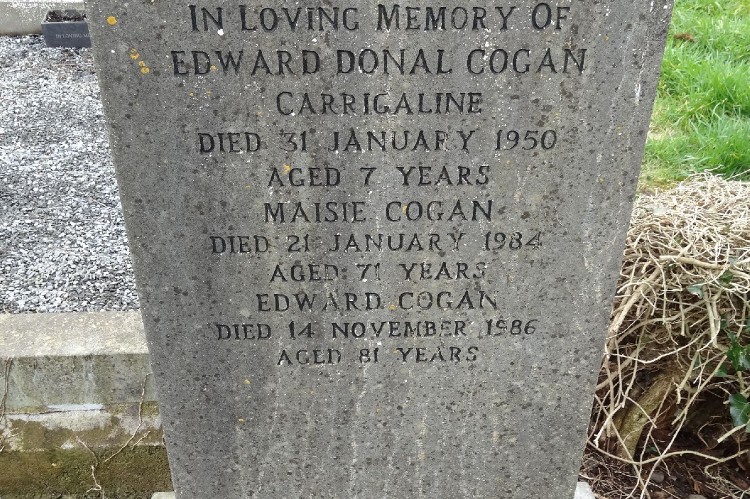 IN LOVING MEMORY OF
EDWARD DONAL COGAN
CARRIGALINE
DIED 31 JANUARY 1950
AGED 7 YEARS
MAISIE COGAN
DIED 21 JANUARY 1984
AGED 71 YEARS
EDWARD COGAN
DIED 14 NOVEMBER 1986
AGED 81 YEARS